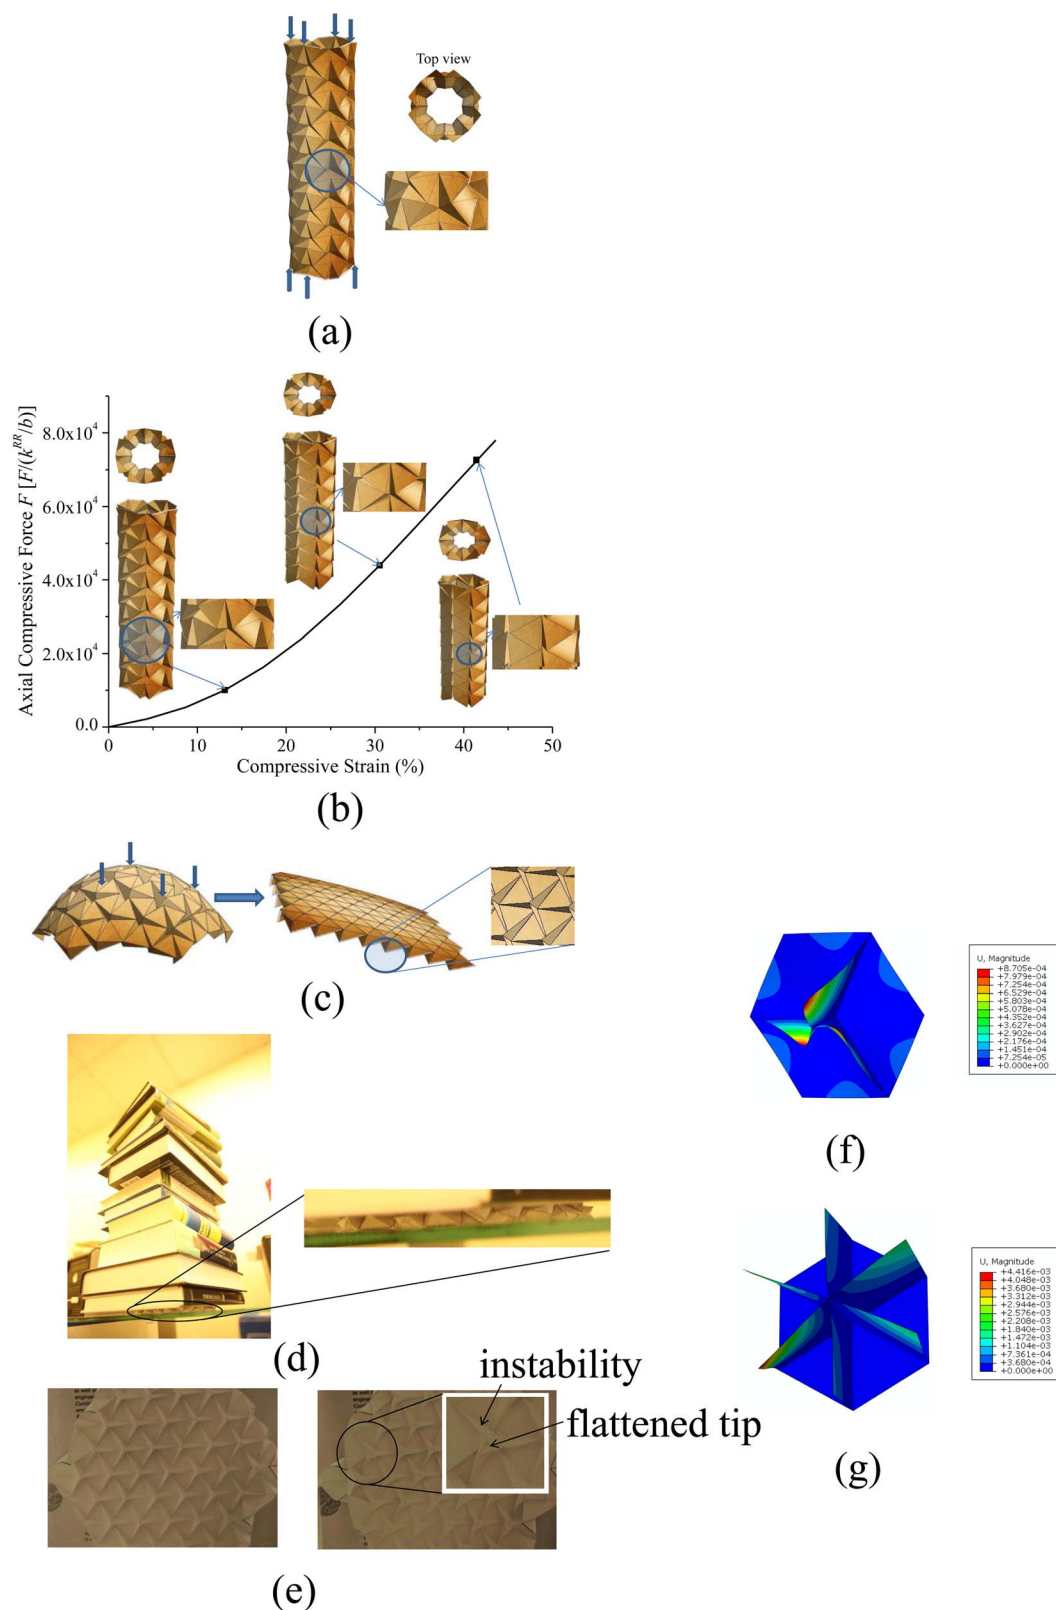 Top view
(a)
Axial Compressive Force F [F/(k^RR/b)]
8.0x10^4
6.0x10^4
4.0x10^4
2.0x10^4
0.0
0
10
20
30
40
50
Compressive Strain (%)
(b)
(c)
U, Magnitude
+8.705e-04
+7.979e-04
+7.254e-04
+6.529e-04
+5.803e-04
+5.078e-04
+4.352e-04
+3.627e-04
+2.902e-04
+2.176e-04
+1.451e-04
+7.254e-05
+0.000e+00
(f)
(d)
U, Magnitude
+4.416e-03
+4.048e-03
+3.680e-03
+3.312e-03
+2.944e-03
+2.576e-03
+2.208e-03
+1.840e-03
+1.472e-03
+1.104e-03
+7.361e-04
+3.680e-04
+0.000e+00
(g)
instability
flattened tip
(e)